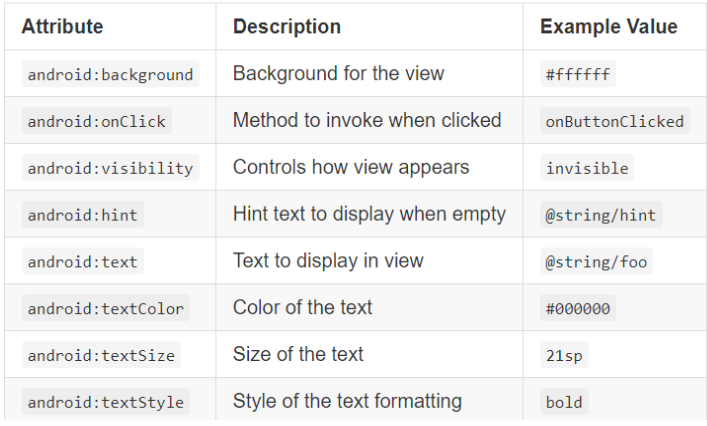 Attribute Description Example Value
android:background Background for the view #ffffff
android:onClick Method to invoke when clicked onButtonClicked
android:visibility Controls how view appears invisible
android:hint Hint text to display when empty @string/hint
android:text Text to display in view @string/foo
android:textColor Color of the text #000000
android:textSize Size of the text 21sp
android:textStyle Style of the text formatting bold